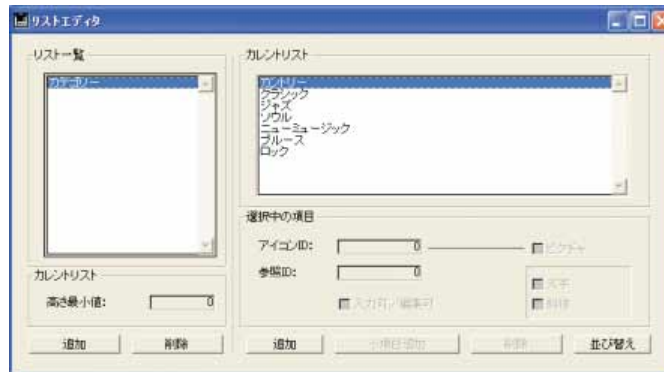 リストエディタ
リスト一覧
カテゴリー
カレントリスト
高さ最小値: 0
追加 削除
カレントリスト
カントリー
クラシック
ジャズ
ソウル
ニューミュージック
ブルース
ロック
選択中の項目
アイコンID: 0 ピクチャ
参照ID: 0
入力可/編集可
太字
斜体
追加 小項目追加 削除 並び替え